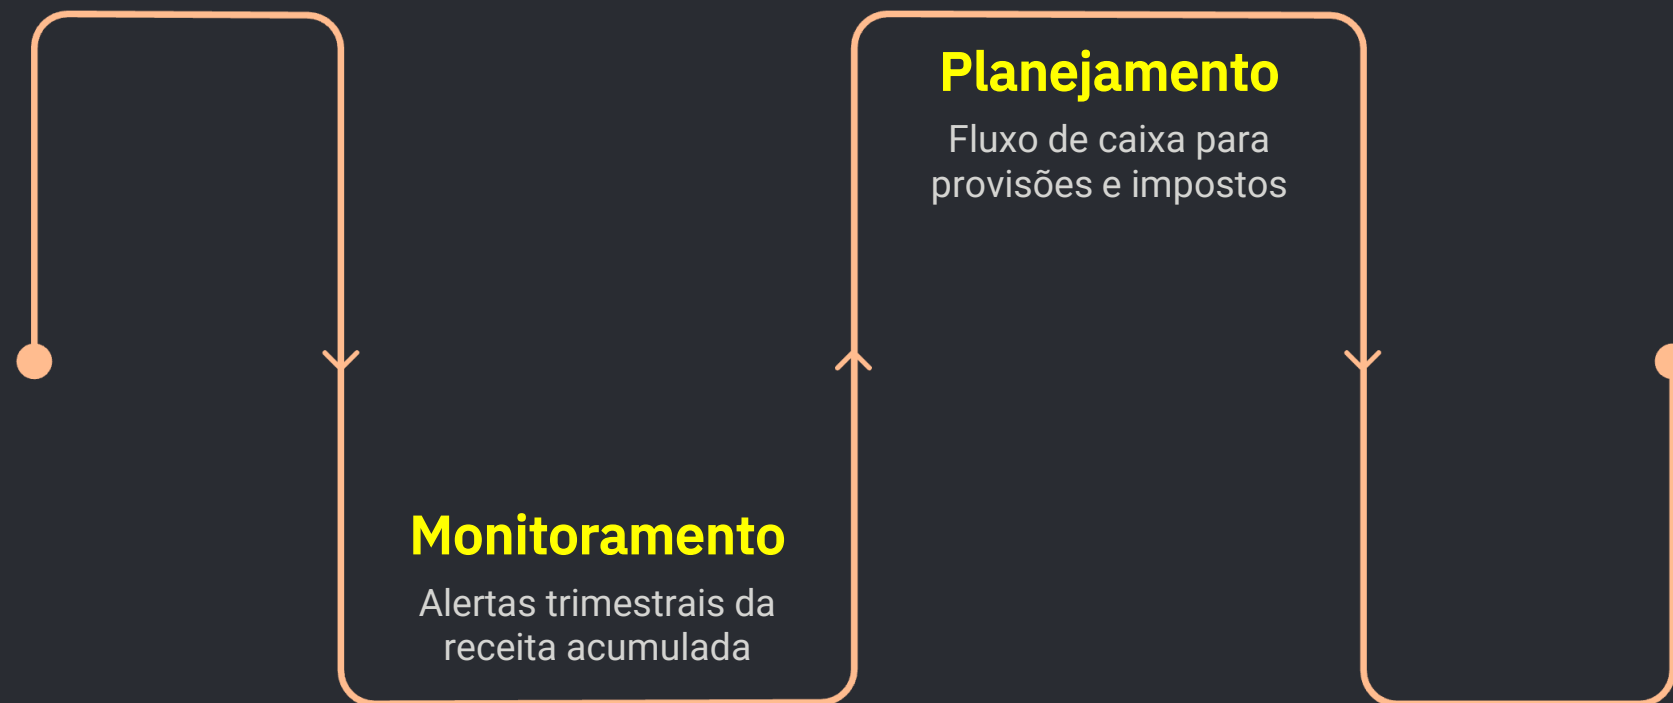 Monitoramento
Alertas trimestrais da
receita acumulada
Planejamento
Fluxo de caixa para
provisões e impostos